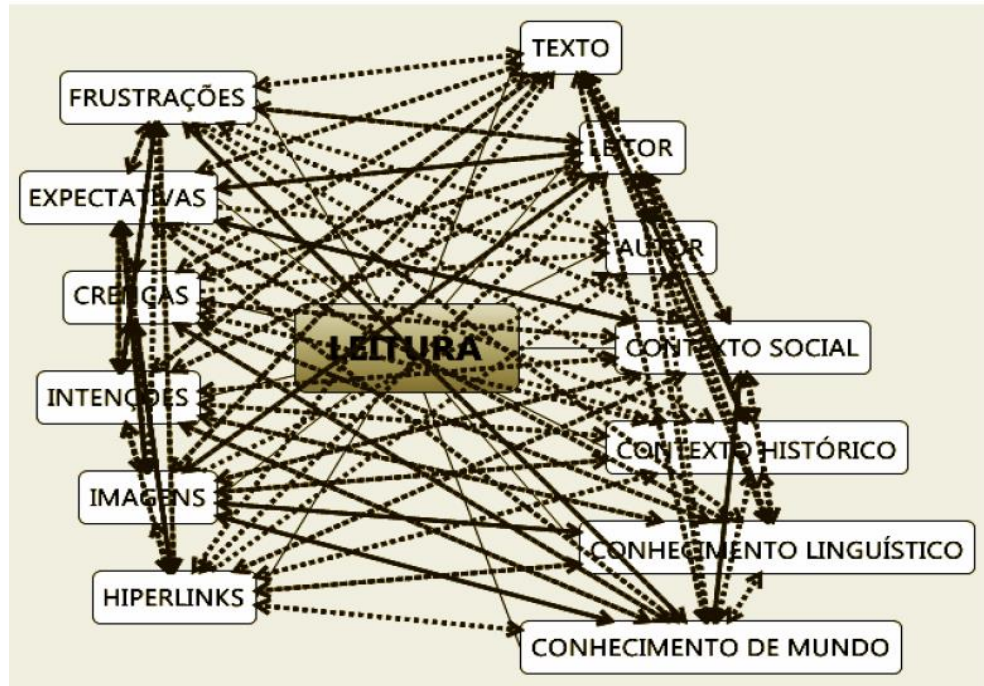 TEXTO
FRUSTRAÇÕES
LEITOR
EXPECTATIVAS
AUTOR
CRENÇAS
LEITURA
CONTEXTO SOCIAL
INTENÇÕES
CONTEXTO HISTÓRICO
IMAGENS
CONHECIMENTO LINGUÍSTICO
HIPERLINKS
CONHECIMENTO DE MUNDO